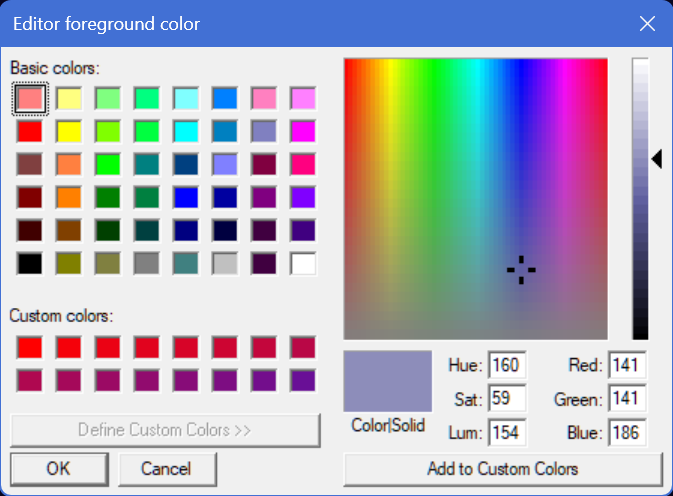 Editor foreground color
Basic colors:
Custom colors:
Define Custom Colors >>
OK
Cancel
Color|Solid
Hue: 160
Sat: 59
Lum: 154
Red: 141
Green: 141
Blue: 186
Add to Custom Colors